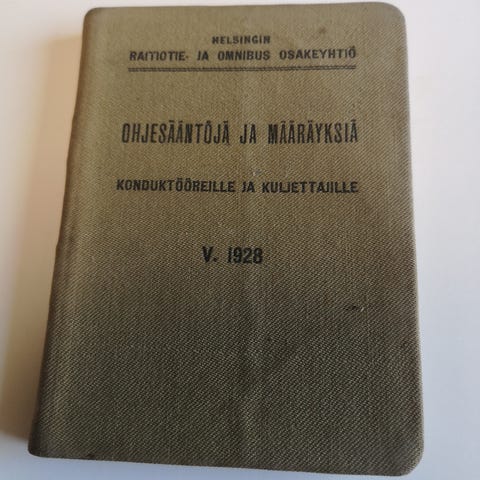 HELSINGIN
RAITIOTIE- JA OMNIBUS OSAKEYHTIÖ
OHJESÄÄNTÖJÄ JA MÄÄRÄYKSIÄ
KONDUKTÖÖREILLE JA KULJETTAJILLE
V. 1928